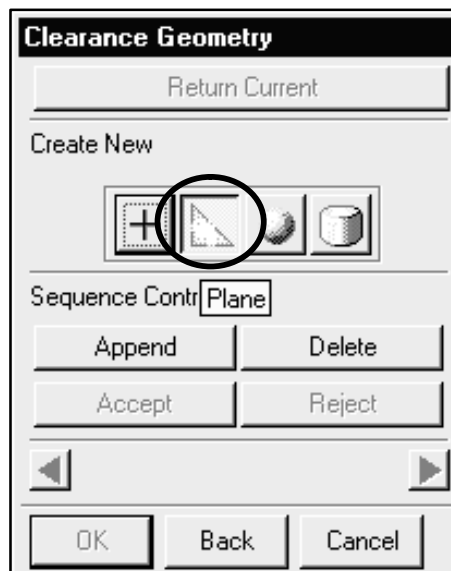 Clearance Geometry
Return Current
Create New
Sequence Contr Plane
Append Delete
Accept Reject
OK Back Cancel